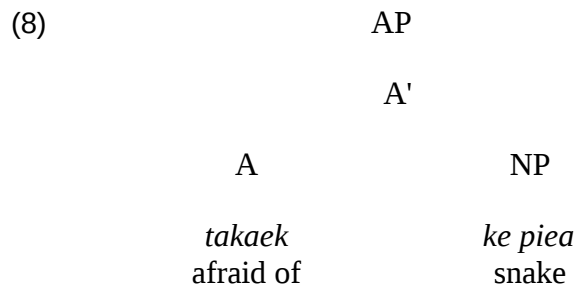 (8) AP
A'
A NP
takaek ke piea
afraid of snake